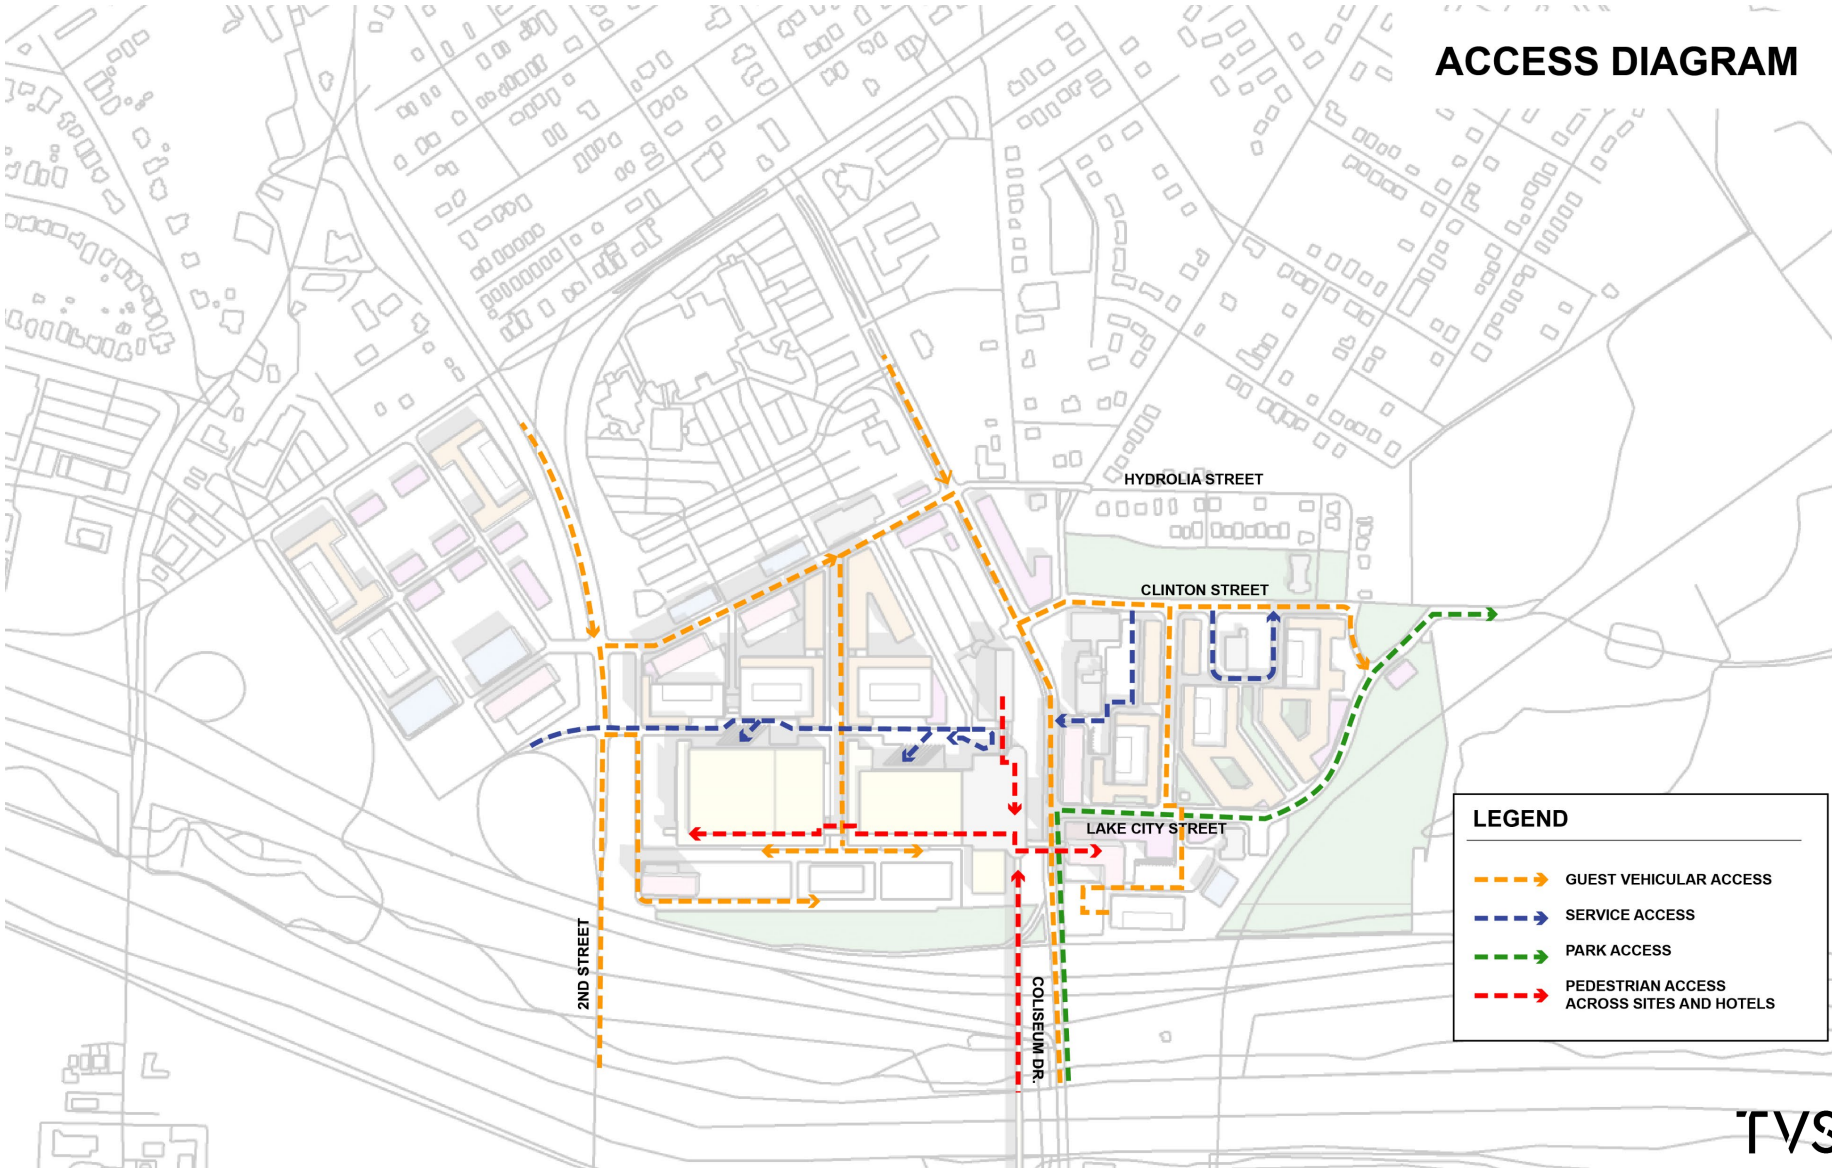 ACCESS DIAGRAM
HYDROLIA STREET
CLINTON STREET
LAKE CITY STREET
2ND STREET
COLISEUM DR.
LEGEND
GUEST VEHICULAR ACCESS
SERVICE ACCESS
PARK ACCESS
PEDESTRIAN ACCESS
ACROSS SITES AND HOTELS
TVS